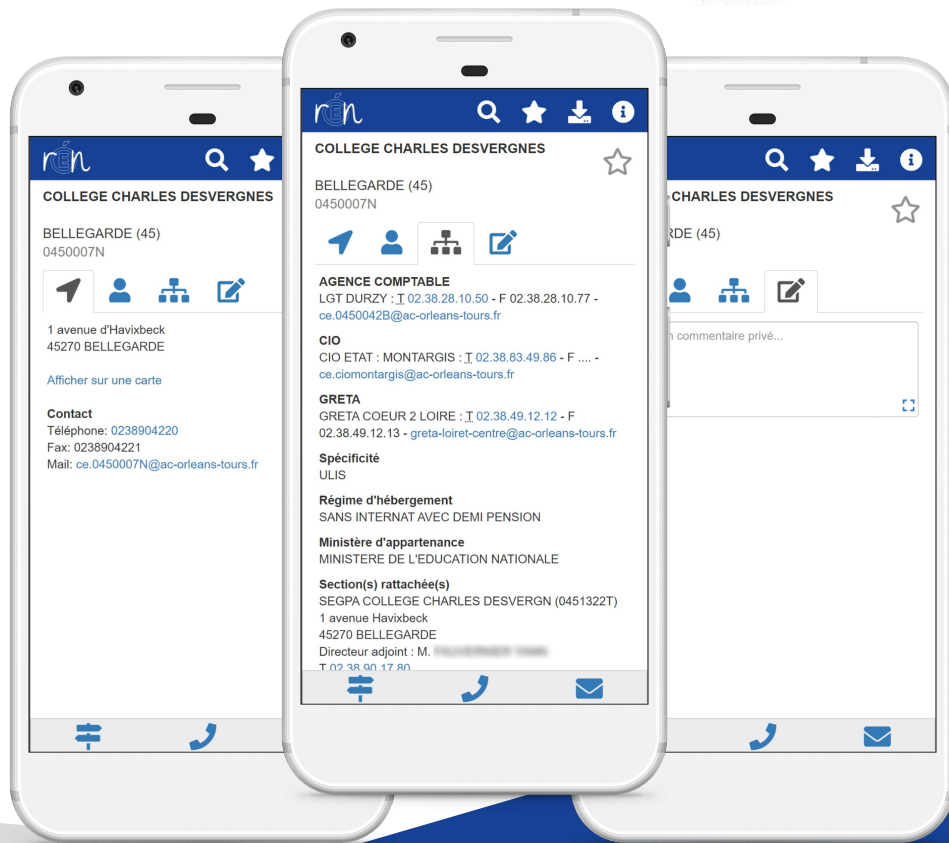 rÉn
COLLEGE CHARLES DESVERGNES
BELLEGARDE (45)
0450007N
1 avenue d'Havixbeck
45270 BELLEGARDE
Afficher sur une carte
Contact
Téléphone: 0238904220
Fax: 0238904221
Mail: ce.0450007N@ac-orleans-tours.fr
rÉn
COLLEGE CHARLES DESVERGNES
BELLEGARDE (45)
0450007N
AGENCE COMPTABLE
LGT DURZY : T 02.38.28.10.50 - F 02.38.28.10.77 -
ce.0450042B@ac-orleans-tours.fr
CIO
CIO ETAT : MONTARGIS : T 02.38.83.49.86 - F .... -
ce.ciomontargis@ac-orleans-tours.fr
GRETA
GRETA COEUR 2 LOIRE : T 02.38.49.12.12 - F
02.38.49.12.13 - greta-loiret-centre@ac-orleans-tours.fr
Spécificité
ULIS
Régime d'hébergement
SANS INTERNAT AVEC DEMI PENSION
Ministère d'appartenance
MINISTERE DE L'EDUCATION NATIONALE
Section(s) rattachée(s)
SEGPA COLLEGE CHARLES DESVERGN (0451322T)
1 avenue Havixbeck
45270 BELLEGARDE
Directeur adjoint : M.
T 02.38.90.17.80
CHARLES DESVERGNES
RDE (45)
n commentaire privé...